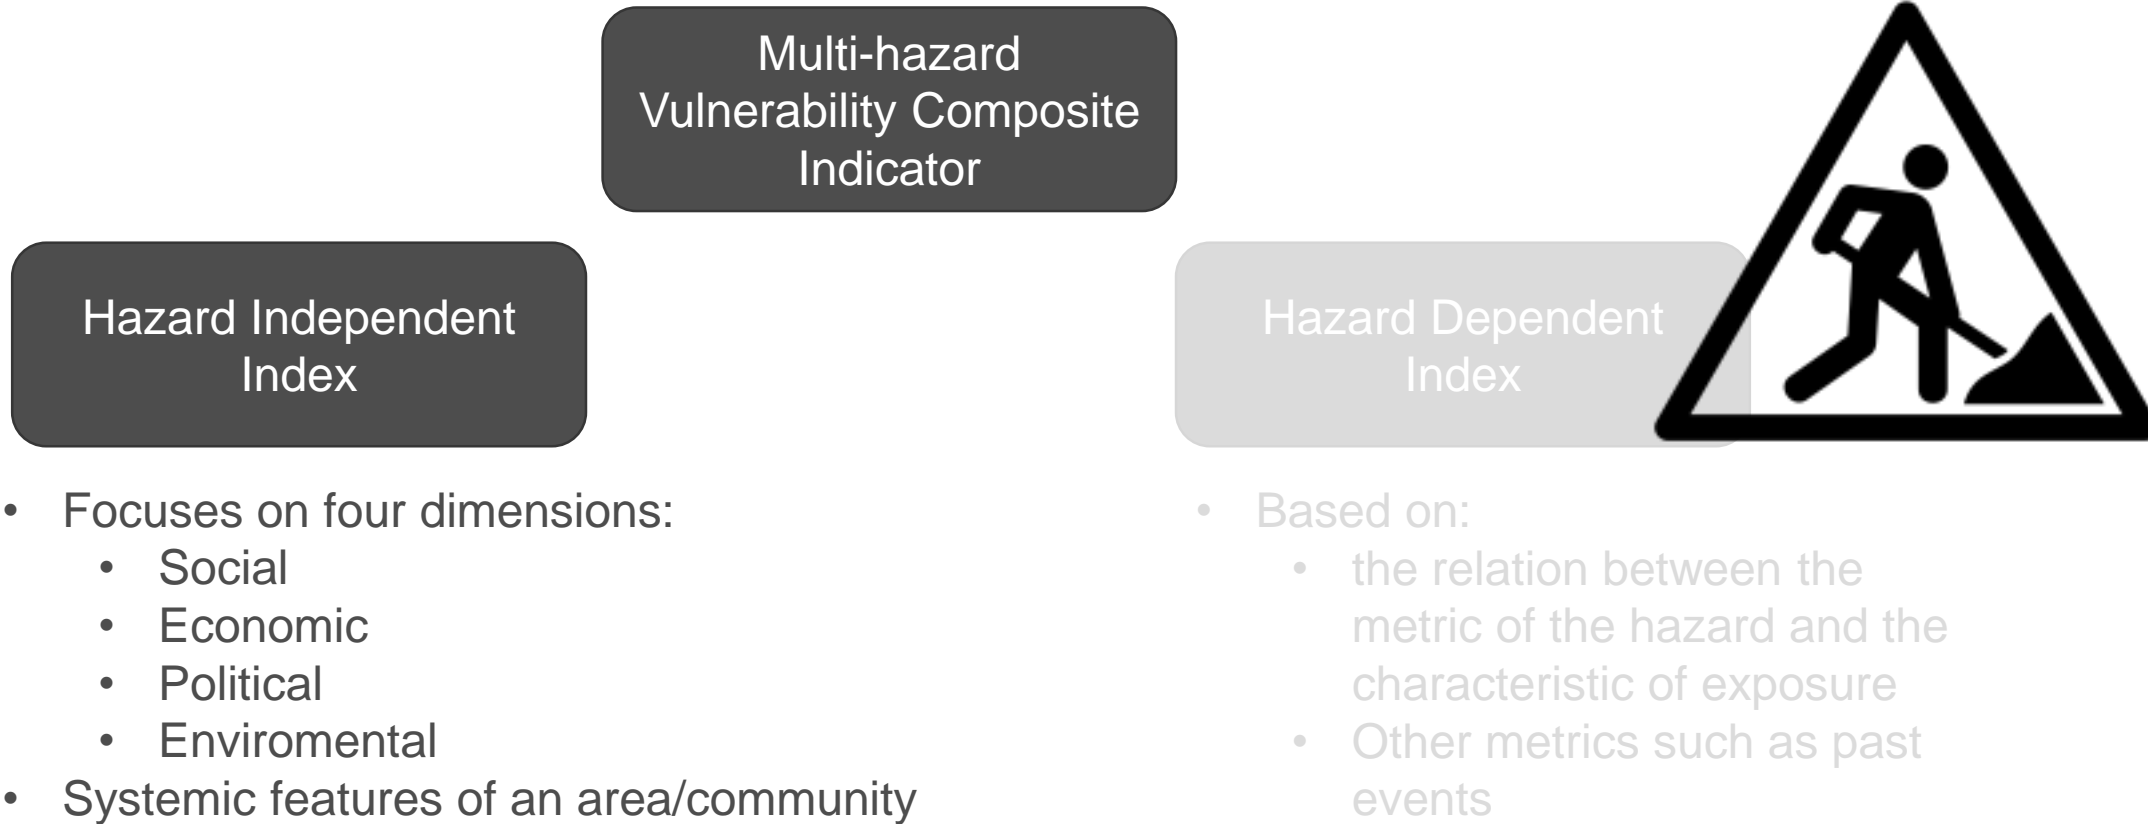 Multi-hazard
Vulnerability Composite
Indicator
Hazard Independent
Index
• Focuses on four dimensions:
• Social
• Economic
• Political
• Enviromental
• Systemic features of an area/community
Hazard Dependent
Index
• Based on:
• the relation between the
metric of the hazard and the
characteristic of exposure
• Other metrics such as past
events